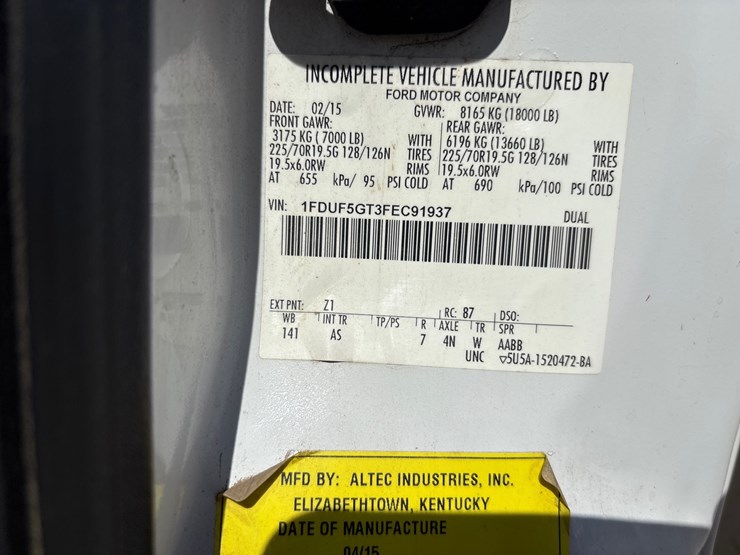 INCOMPLETE VEHICLE MANUFACTURED BY
FORD MOTOR COMPANY
DATE: 02/15 GVWR: 8165 KG (18000 LB)
FRONT GAWR: REAR GAWR:
3175 KG ( 7000 LB) WITH 6196 KG (13660 LB) WITH
225/70R19.5G 128/126N TIRES 225/70R19.5G 128/126N TIRES
19.5x6.0RW RIMS 19.5x6.0RW RIMS
AT 655 kPa/ 95 PSI COLD AT 690 kPa/100 PSI COLD
VIN: 1FDUF5GT3FEC91937 DUAL
EXT PNT: Z1 RC: 87 DSO:
WB INT TR TP/PS R AXLE TR SPR
141 AS 7 4N W AABB
UNC ▽5U5A-1520472-BA
MFD BY: ALTEC INDUSTRIES, INC.
ELIZABETHTOWN, KENTUCKY
DATE OF MANUFACTURE
04/15